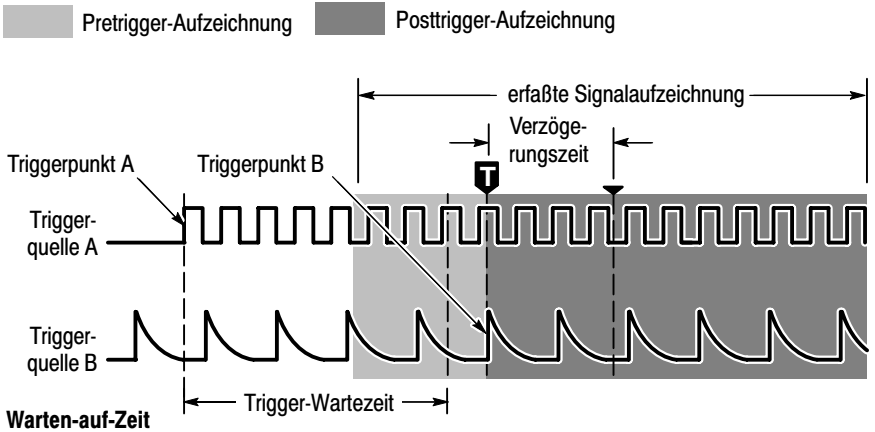 Pretrigger-Aufzeichnung
Posttrigger-Aufzeichnung
erfaßte Signalaufzeichnung
Verzöge-
rungszeit
Triggerpunkt A
Triggerpunkt B
T
Trigger-
quelle A
Trigger-
quelle B
Trigger-Wartezeit
Warten-auf-Zeit